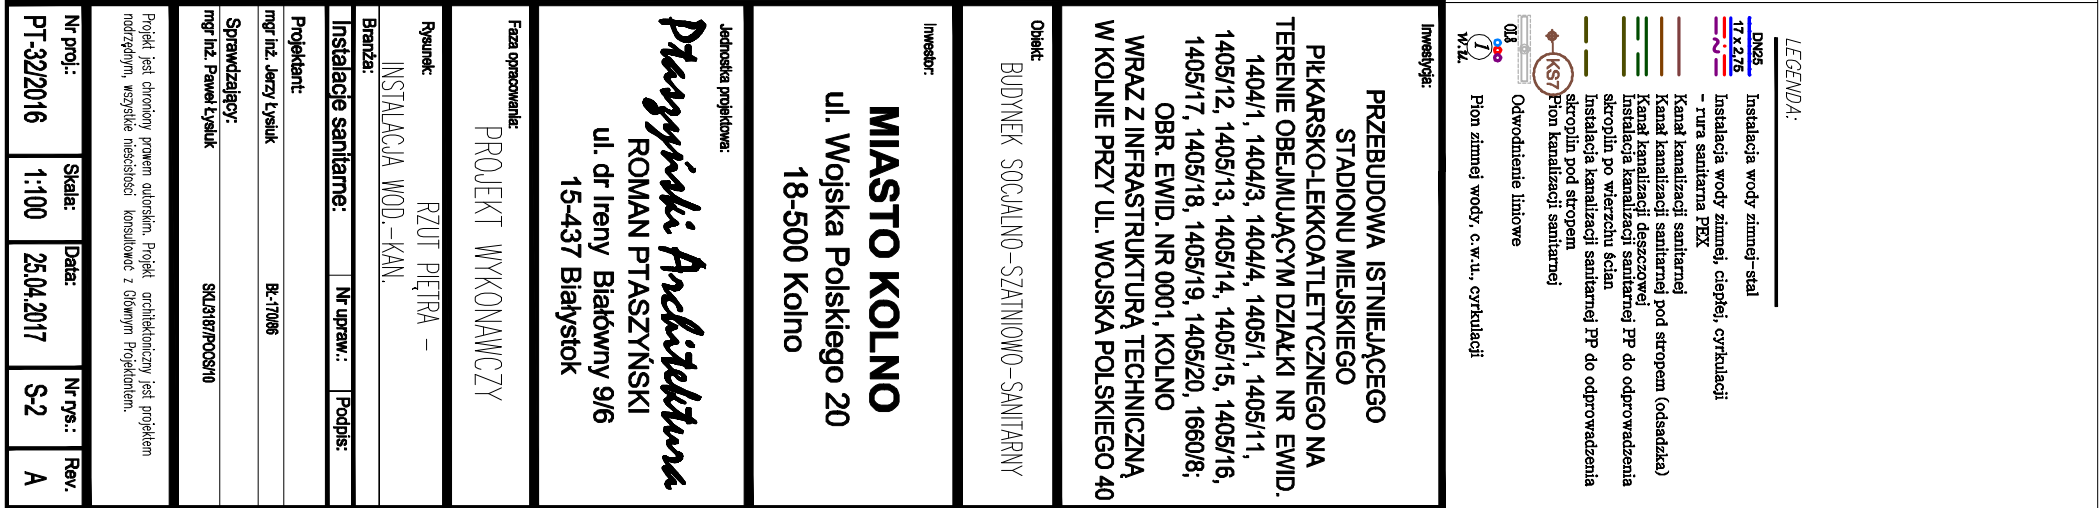 LEGENDA:
DN25
Instalacja wody zimnej-stal
17 x 2,75
Instalacja wody zimnej, ciepłej, cyrkulacji
- rura sanitarna PEX
Kanał kanalizacji sanitarnej
Kanał kanalizacji sanitarnej pod stropem (odsadzka)
Kanał kanalizacji deszczowej
Instalacja kanalizacji sanitarnej PP do odprowadzenia
skroplin po wierzchu ścian
Instalacja kanalizacji sanitarnej PP do odprowadzenia
skroplin pod stropem
KS7
Pion kanalizacji sanitarnej
OL8
Odwodnienie liniowe
1
w.u.
Pion zimnej wody, c.w.u., cyrkulacji
Inwestycja:
PRZEBUDOWA ISTNIEJĄCEGO
STADIONU MIEJSKIEGO
PIŁKARSKO-LEKKOATLETYCZNEGO NA
TERENIE OBEJMUJĄCYM DZIAŁKI NR EWID.
1404/1, 1404/3, 1404/4, 1405/1, 1405/11,
1405/12, 1405/13, 1405/14, 1405/15, 1405/16,
1405/17, 1405/18, 1405/19, 1405/20, 1660/8;
OBR. EWID. NR 0001, KOLNO
WRAZ Z INFRASTRUKTURĄ TECHNICZNĄ
W KOLNIE PRZY UL. WOJSKA POLSKIEGO 40
Obiekt:
BUDYNEK SOCJALNO-SZATNIOWO-SANITARNY
Inwestor:
MIASTO KOLNO
ul. Wojska Polskiego 20
18-500 Kolno
Jednostka projektowa:
Ptaszyński Architektura
ROMAN PTASZYŃSKI
ul. dr Ireny Białówny 9/6
15-437 Białystok
Faza opracowania:
PROJEKT WYKONAWCZY
Rysunek:
RZUT PIĘTRA -
INSTALACJA WOD.-KAN.
Branża:
Instalacje sanitarne:
Nr upraw.:
Podpis:
Projektant:
mgr inż. Jerzy Łysiuk
BŁ-170/86
Sprawdzający:
mgr inż. Paweł Łysiuk
SKL/3187/POOS/10
Projekt jest chroniony prawem autorskim. Projekt architektoniczny jest projektem
nadrzędnym, wszystkie nieścisłości konsultować z Głównym Projektantem.
Nr proj.:
Skala:
Data:
Nr rys.:
Rev.
PT-32/2016
1:100
25.04.2017
S-2
A